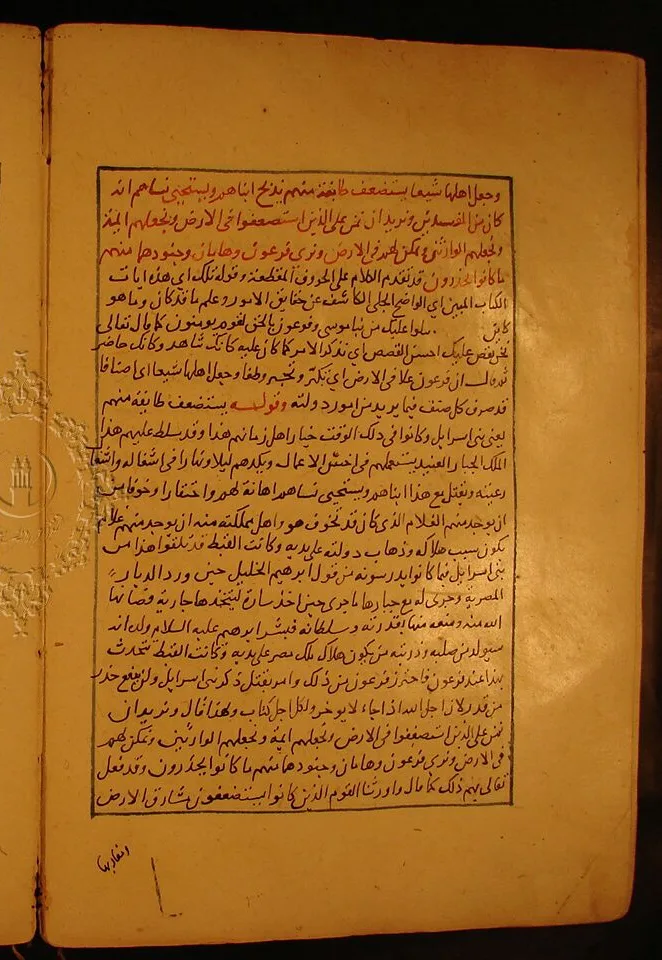 وجعل اهلها شيعا يستضعف طايفة منهم يذبح ابناهم ويستحيي نساهم انه
كان من المفسدين ونريد ان نمن على الذين استضعفوا في الارض ونجعلهم ايمة
ونجعلهم الوارثين ونمكن لهم في الارض ونرى فرعون وهامان وجنودها منهم
ما كانوا يحذرون قد تقدم الكلام على الحروف المقطعة وقوله تلك اي هذه ايات
الكتاب المبين اي الواضح الجلي الكاشف عن حقايق الامور وعلم ما قد كان وما هو
كاين نتلوا عليك من نبا موسى وفرعون بالحق لقوم يومنون كما قال تعالى
نحن نقص عليك احسن القصص اي نذكر الامر كما كان عليه كانك شاهد وكانك حاضر
ثم قال ان فرعون علا في الارض اي تكبر وتجبر وطغا وجعل اهلها شيعا اي اصنافا
قد صرف كل صنف فيما يريد من امور دولته وقوله يستضعف طايفة منهم
يعني بني اسرايل وكانوا في ذلك الوقت خيار اهل زمانهم هذا وقد سلط عليهم هذا
الملك الجبار العنيد يستعملهم في اخس الاعمال ويكدهم ليلا ونهارا في اشغاله واشغال
رعيته ويقتل مع هذا ابناهم ويستحيي نساهم اهانة لهم واحتقارا وخوفا من
ان يوجد منهم الغلام الذي كان قد تخوف هو واهل مملكته منه ان يوجد منهم غلام
يكون سبب هلاكه وذهاب دولته على يديه وكانت القبط قد تلقوا هذا من
بني اسرايل فيما كانوا يدرسونه من قول ابرهيم الخليل حين ورد الديار
المصرية وجرى له مع جبارها ما جرى حين اخذ سارة ليتخذها جارية فصانها
الله منه ومنعه منها بقدرته وسلطانه فبشر ابرهيم عليه السلام ولده انه
سيولد من صلبه وذريته من يكون هلاك ملك مصر على يديه وكانت القبط تتحدث
بهذا عند فرعون فاحترز فرعون من ذلك وامر بقتل ذكر بني اسرايل ولن ينفع حذر
من قدر لان اجل الله اذا جاء لا يوخر ولكل اجل كتاب ولهذا قال ونريد ان
نمن على الذين استضعفوا في الارض ونجعلهم ايمة ونجعلهم الوارثين ونمكن لهم
في الارض ونرى فرعون وهامان وجنودها منهم ما كانوا يحذرون وقد فعل
تعالى بهم ذلك كما قال واورثنا القوم الذين كانوا يستضعفون مشارق الارض
ومغاربها